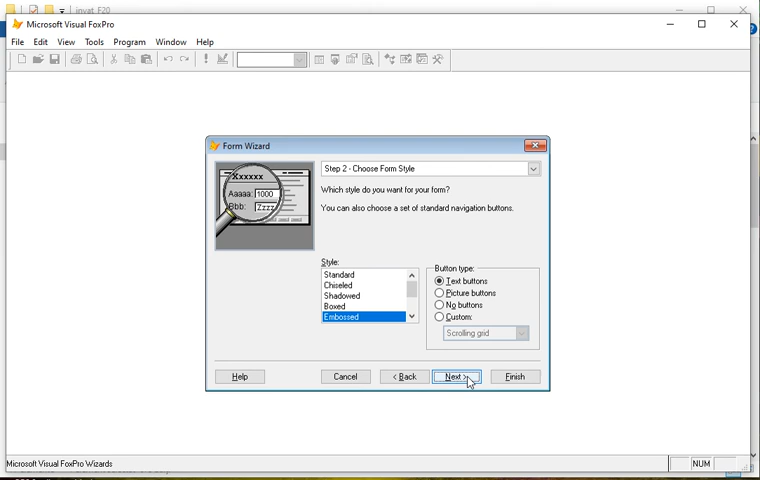 invat F20
Microsoft Visual FoxPro
File Edit View Tools Program Window Help
Form Wizard
Xxxxxx
Aaaaa: 1000
Bbb: Zzzz
Step 2 - Choose Form Style
Which style do you want for your form?
You can also choose a set of standard navigation buttons.
Style:
Standard
Chiseled
Shadowed
Boxed
Embossed
Button type:
Text buttons
Picture buttons
No buttons
Custom:
Scrolling grid
Help Cancel < Back Next > Finish
Microsoft Visual FoxPro Wizards NUM